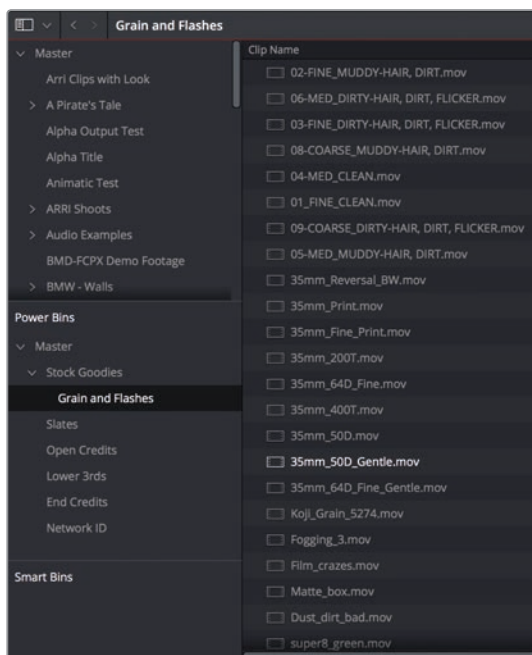 Grain and Flashes
Master
Arri Clips with Look
A Pirate's Tale
Alpha Output Test
Alpha Title
Animatic Test
ARRI Shoots
Audio Examples
BMD-FCPX Demo Footage
BMW - Walls
Power Bins
Master
Stock Goodies
Grain and Flashes
Slates
Open Credits
Lower 3rds
End Credits
Network ID
Smart Bins
Clip Name
02-FINE_MUDDY-HAIR, DIRT.mov
06-MED_DIRTY-HAIR, DIRT, FLICKER.mov
03-FINE_DIRTY-HAIR, DIRT, FLICKER.mov
08-COARSE_MUDDY-HAIR, DIRT.mov
04-MED_CLEAN.mov
01_FINE_CLEAN.mov
09-COARSE_DIRTY-HAIR, DIRT, FLICKER.mov
05-MED_MUDDY-HAIR, DIRT.mov
35mm_Reversal_BW.mov
35mm_Print.mov
35mm_Fine_Print.mov
35mm_200T.mov
35mm_64D_Fine.mov
35mm_400T.mov
35mm_50D.mov
35mm_50D_Gentle.mov
35mm_64D_Fine_Gentle.mov
Koji_Grain_5274.mov
Fogging_3.mov
Film_crazes.mov
Matte_box.mov
Dust_dirt_bad.mov
super8_green.mov